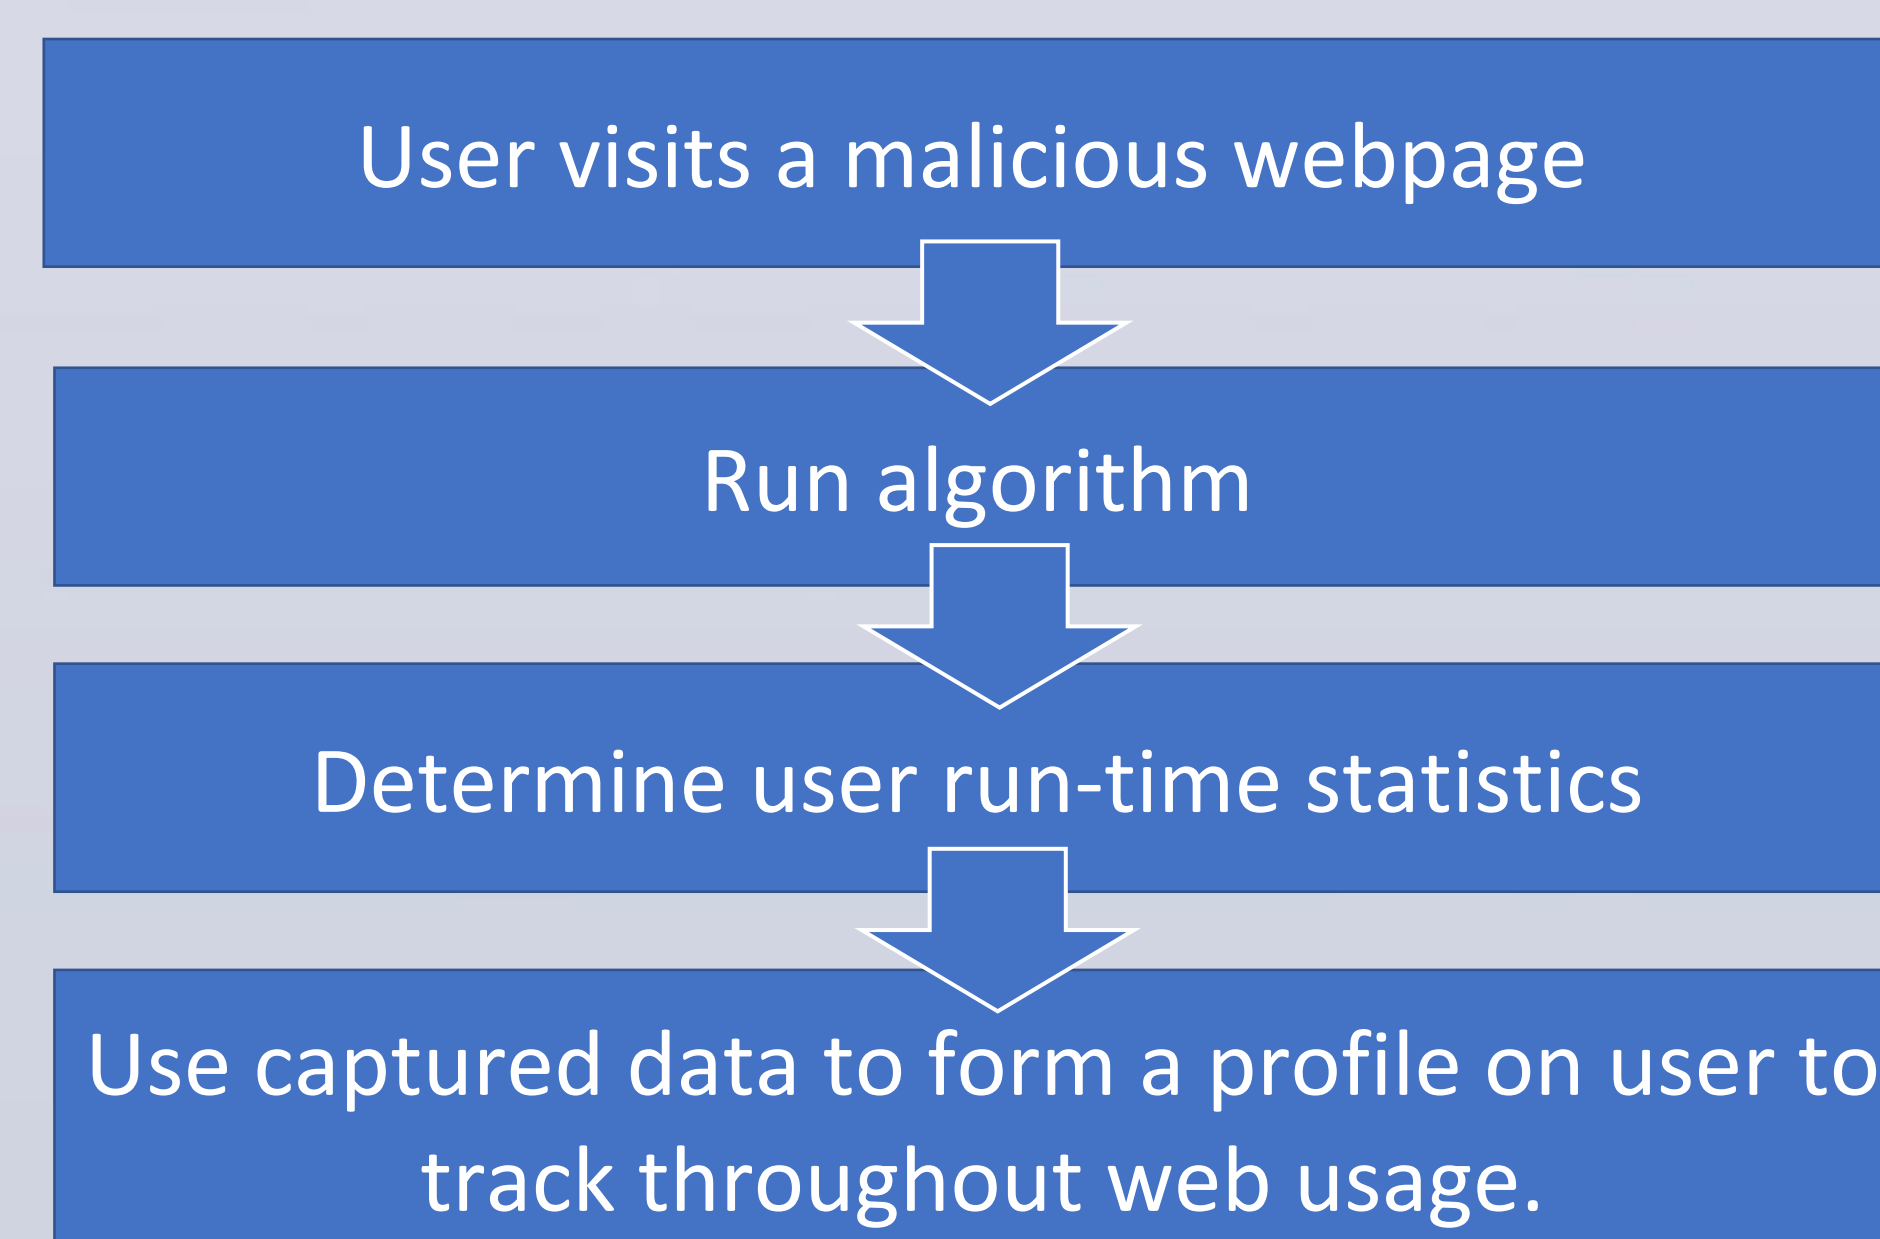 User visits a malicious webpage
Run algorithm
Determine user run-time statistics
Use captured data to form a profile on user to
track throughout web usage.